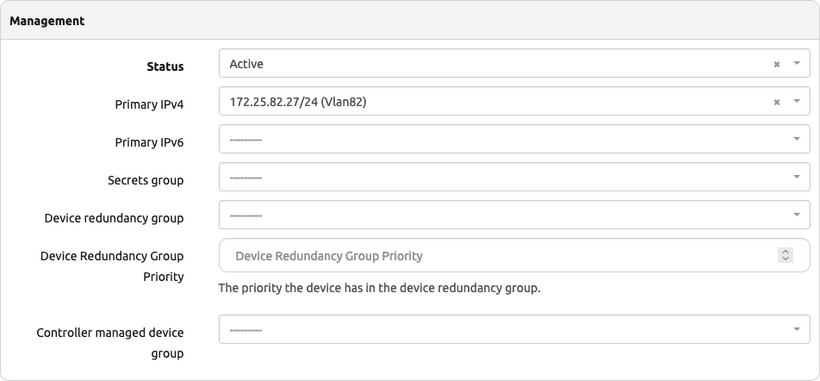 Management
Status
Active
Primary IPv4
172.25.82.27/24 (Vlan82)
Primary IPv6
---------
Secrets group
---------
Device redundancy group
---------
Device Redundancy Group
Priority
Device Redundancy Group Priority
The priority the device has in the device redundancy group.
Controller managed device
group
---------